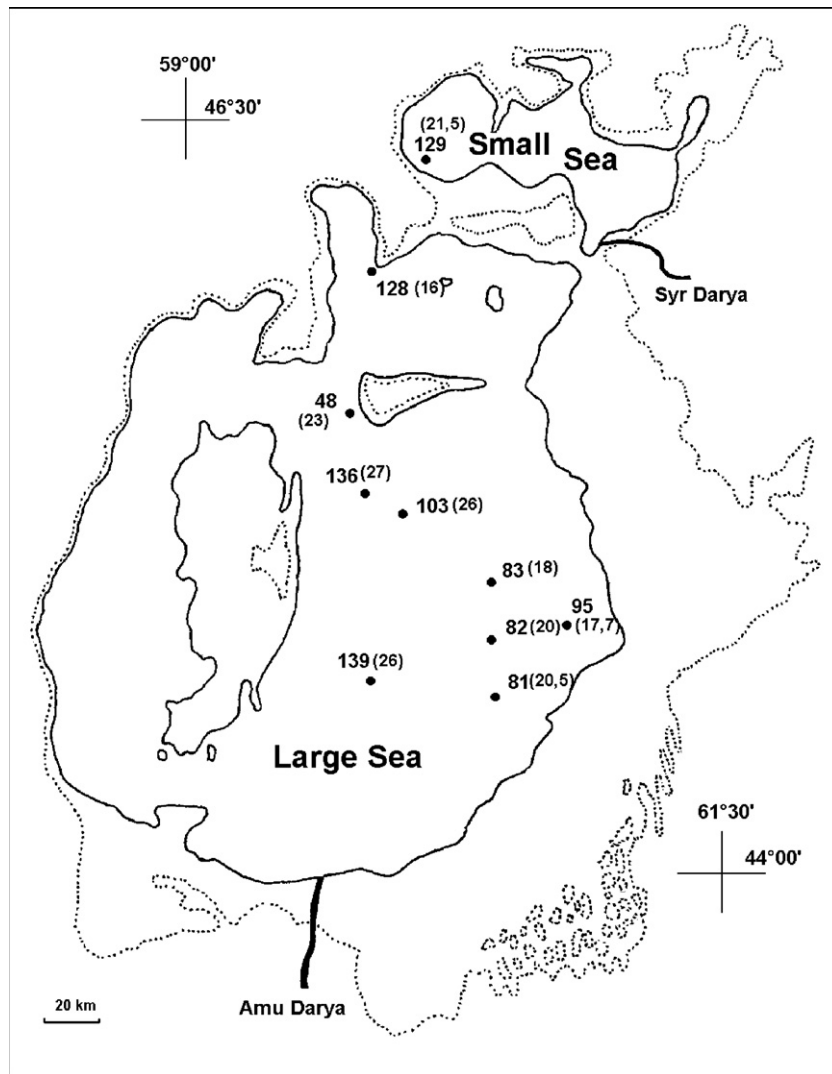 59°00'
46°30'
(21,5)
129
Small
Sea
128 (16)
Syr Darya
48
(23)
136 (27)
103 (26)
83 (18)
95
(17,7)
82 (20)
139 (26)
81 (20,5)
Large Sea
61°30'
44°00'
20 km
Amu Darya